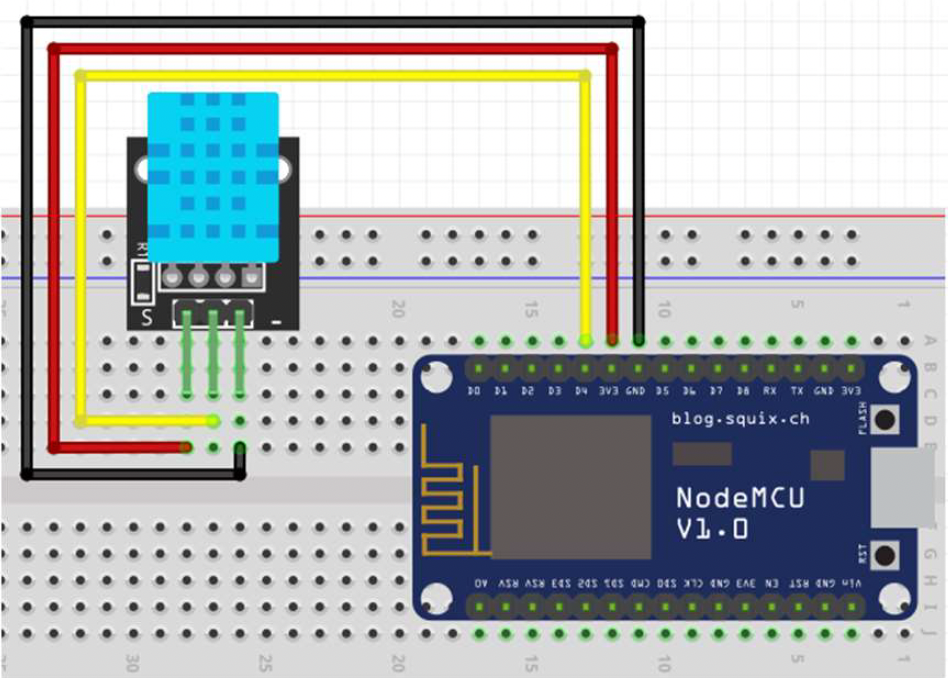 R1
S
-
20
15
10
5
1
A
B
C
D
E
D0 D1 D2 D3 D4 3V3 GND D5 D6 D7 D8 RX TX GND 3V3
blog.squix.ch
FLASH
NodeMCU
V1.0
RST
G
H
I
J
A0 RSV RSV SD3 SD2 SD1 CMD SD0 CLK GND 3V3 EN RST GND Vin
30
25
20
15
10
5
1